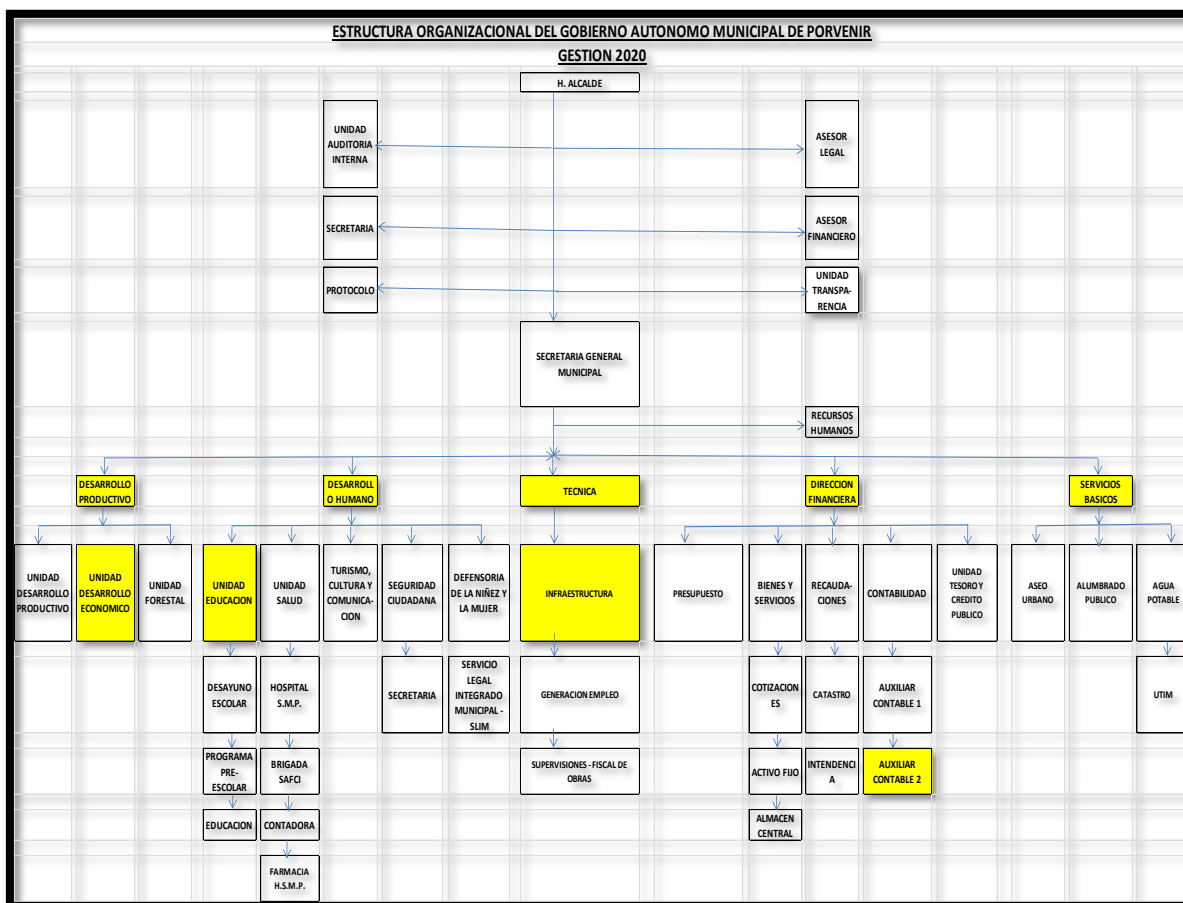 ESTRUCTURA ORGANIZACIONAL DEL GOBIERNO AUTONOMO MUNICIPAL DE PORVENIR
GESTION 2020
H. ALCALDE
UNIDAD
AUDITORIA
INTERNA
ASESOR
LEGAL
SECRETARIA
ASESOR
FINANCIERO
PROTOCOLO
UNIDAD
TRANSPA-
RENCIA
SECRETARIA GENERAL
MUNICIPAL
RECURSOS
HUMANOS
DESARROLLO
PRODUCTIVO
DESARROLL
O HUMANO
TECNICA
DIRECCION
FINANCIERA
SERVICIOS
BASICOS
UNIDAD
DESARROLLO
PRODUCTIVO
UNIDAD
DESARROLLO
ECONOMICO
UNIDAD
FORESTAL
UNIDAD
EDUCACION
UNIDAD
SALUD
TURISMO,
CULTURA Y
COMUNICA-
CION
SEGURIDAD
CIUDADANA
DEFENSORIA
DE LA NIÑEZ Y
LA MUJER
INFRAESTRUCTURA
PRESUPUESTO
BIENES Y
SERVICIOS
RECAUDA-
CIONES
CONTABILIDAD
UNIDAD
TESORO Y
CREDITO
PUBLICO
ASEO
URBANO
ALUMBRADO
PUBLICO
AGUA
POTABLE
DESAYUNO
ESCOLAR
HOSPITAL
S.M.P.
SECRETARIA
SERVICIO
LEGAL
INTEGRADO
MUNICIPAL -
SLIM
GENERACION EMPLEO
COTIZACION
ES
CATASTRO
AUXILIAR
CONTABLE 1
UTIM
PROGRAMA
PRE-
ESCOLAR
BRIGADA
SAFCI
SUPERVISIONES - FISCAL DE
OBRAS
ACTIVO FIJO
INTENDENCI
A
AUXILIAR
CONTABLE 2
EDUCACION
CONTADORA
ALMACEN
CENTRAL
FARMACIA
H.S.M.P.